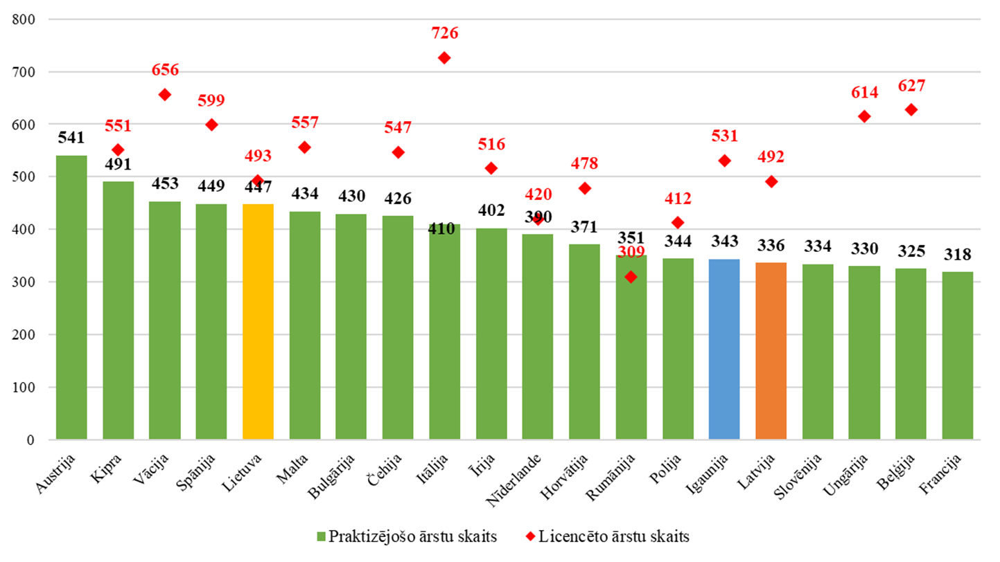 800
700
600
500
400
300
200
100
0
541
491
453
449
447
434
430
426
410
402
390
371
351
344
343
336
334
330
325
318
551
656
599
493
557
547
726
516
420
478
309
412
531
492
614
627
Austrija
Kipra
Vācija
Spānija
Lietuva
Malta
Bulgārija
Čehija
Itālija
Īrija
Nīderlande
Horvātija
Rumānija
Polija
Igaunija
Latvija
Slovēnija
Ungārija
Beļģija
Francija
Praktizējošo ārstu skaits
Licencēto ārstu skaits